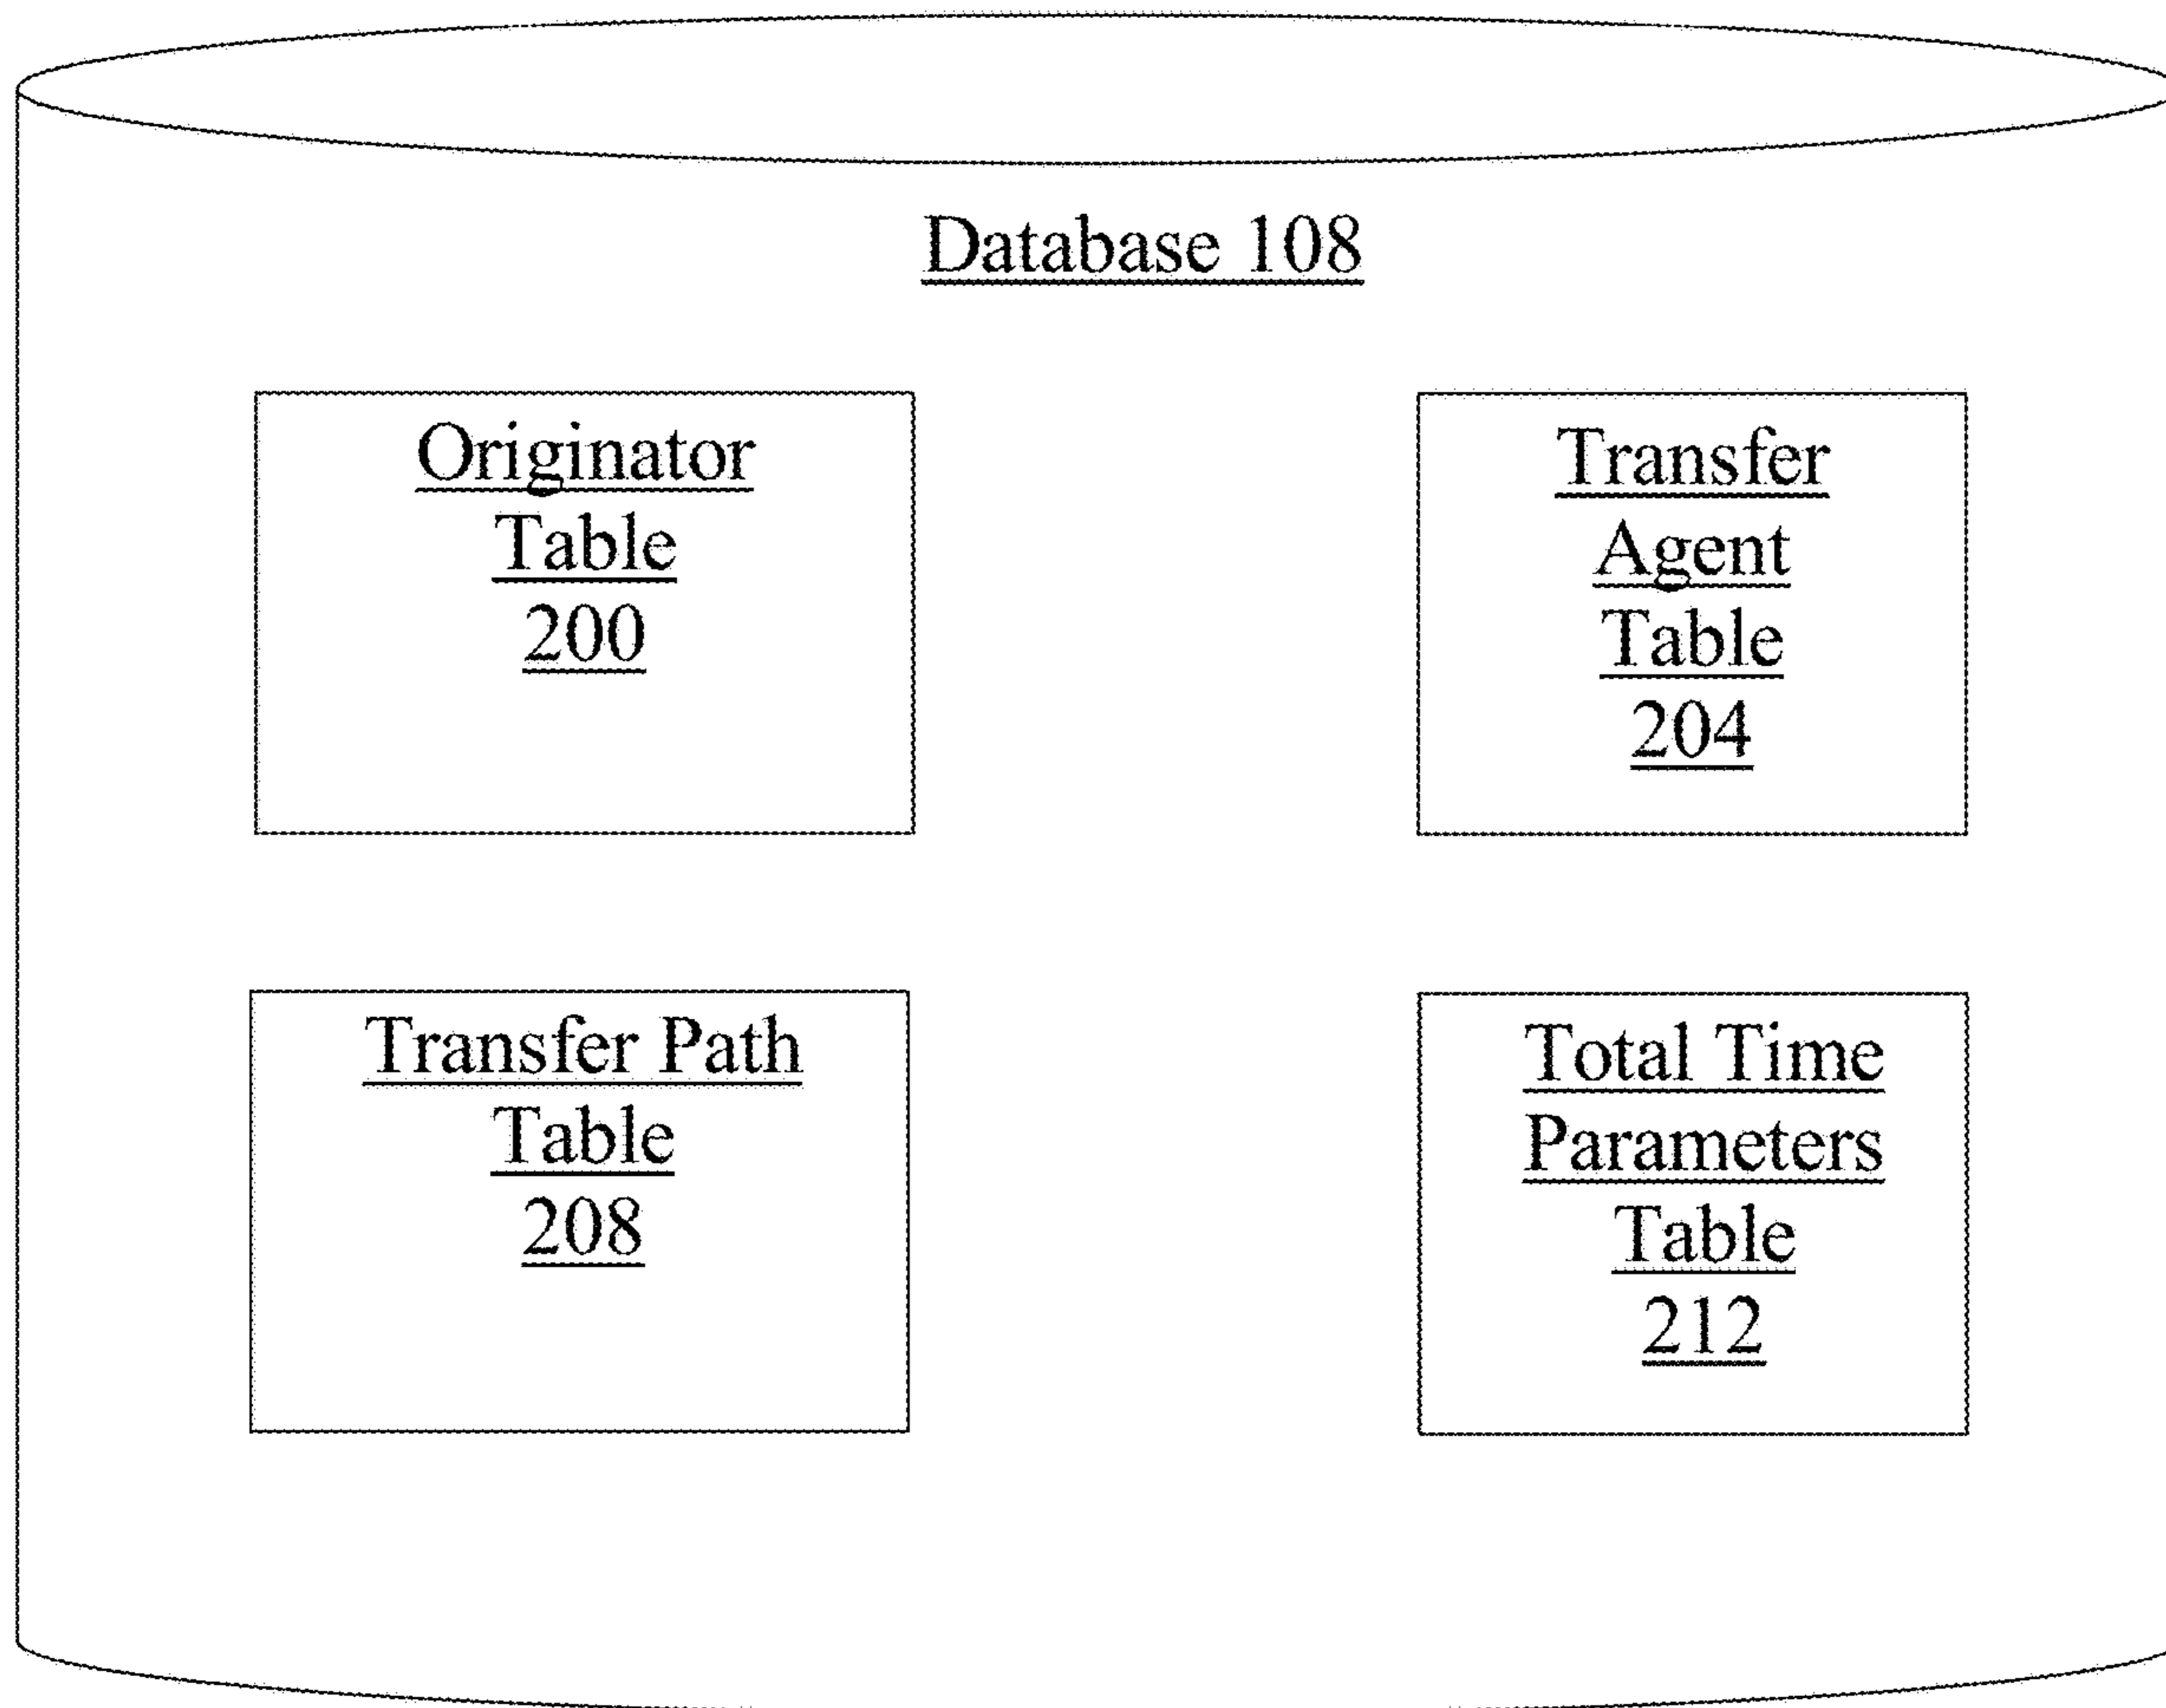 Database 108
Originator
Table
200
Transfer
Agent
Table
204
Transfer Path
Table
208
Total Time
Parameters
Table
212